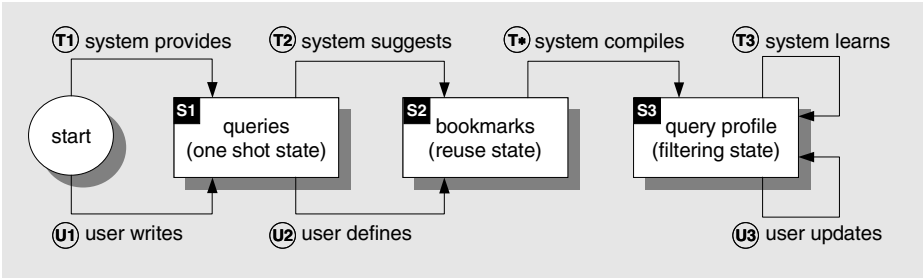 T1 system provides
T2 system suggests
T* system compiles
T3 system learns
start
S1
queries
(one shot state)
S2
bookmarks
(reuse state)
S3
query profile
(filtering state)
U1 user writes
U2 user defines
U3 user updates